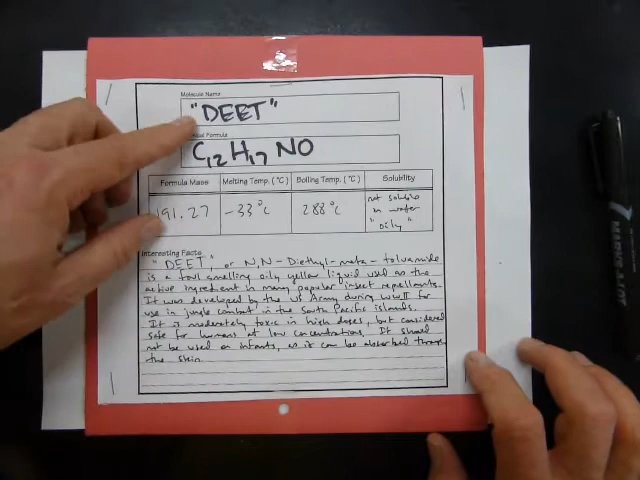 Molecule Name
"DEET"
Formula
C12H17NO
Formula Mass
Melting Temp. (°C)
Boiling Temp. (°C)
Solubility
191.27
-33°C
288°C
not soluble
in water
"oily"
Interesting Facts
"DEET", or N,N-Diethyl-meta-toluamide
is a foul smelling oily yellow liquid used as the
active ingredient in many popular insect repellants.
It was developed by the US Army during WWII for
use in jungle combat in the South Pacific islands.
It is moderately toxic in high doses, but considered
safe for humans at low concentrations. It should
not be used on infants, as it can be absorbed through
the skin.
MARKS-A-LOT